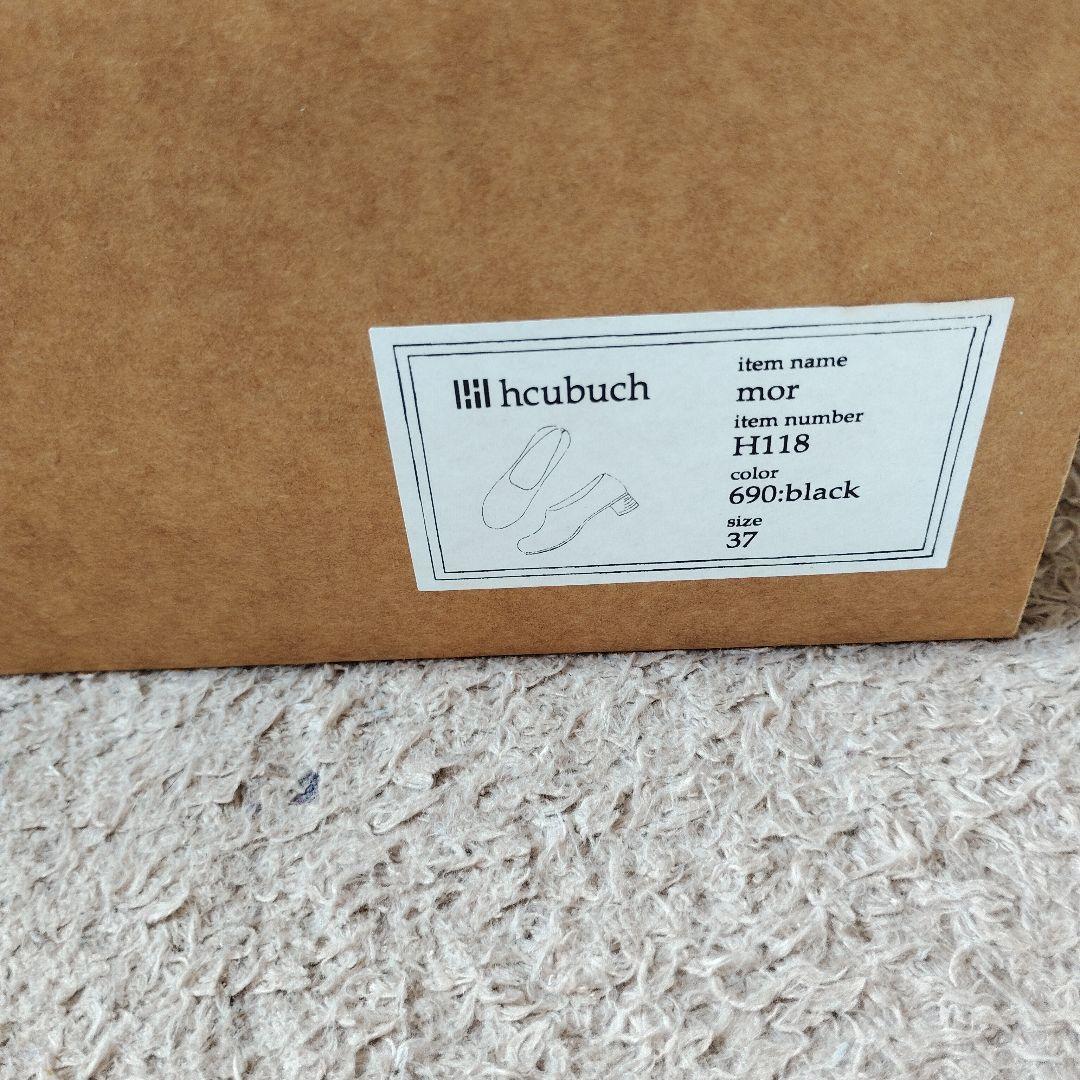 hcubuch
item name
mor
item number
H118
color
690:black
size
37